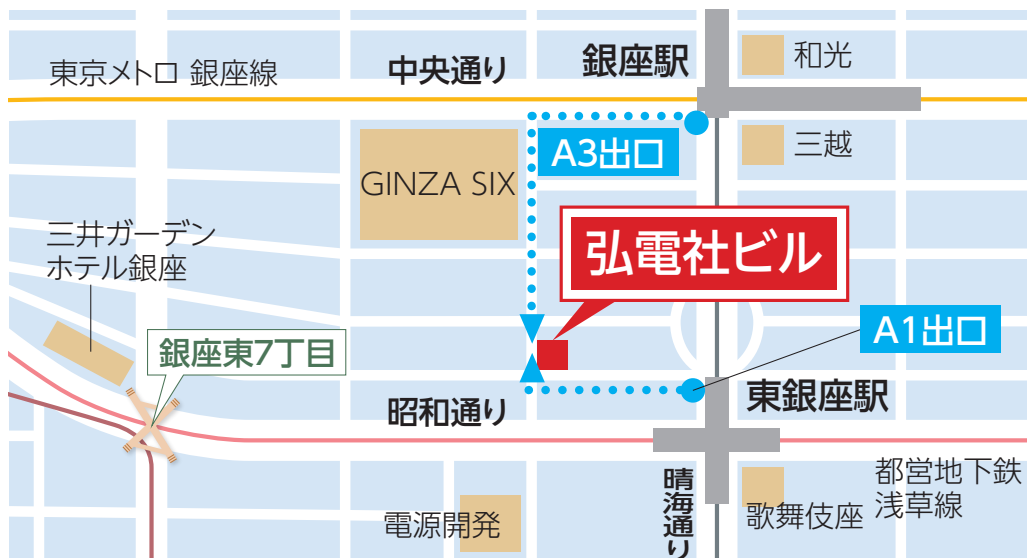 東京メトロ 銀座線
中央通り
銀座駅
和光
A3出口
三越
GINZA SIX
三井ガーデン
ホテル銀座
弘電社ビル
A1出口
銀座東7丁目
昭和通り
東銀座駅
都営地下鉄
浅草線
晴海通り
歌舞伎座
電源開発